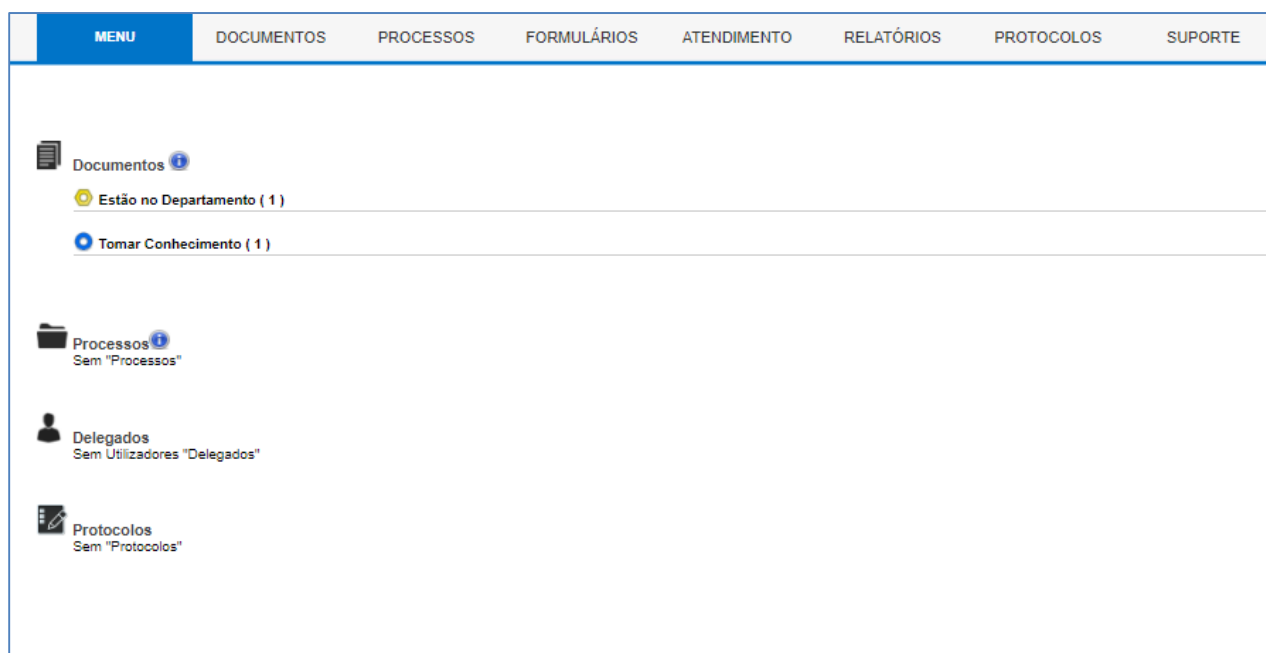 MENU DOCUMENTOS PROCESSOS FORMULÁRIOS ATENDIMENTO RELATÓRIOS PROTOCOLOS SUPORTE
Documentos
Estão no Departamento ( 1 )
Tomar Conhecimento ( 1 )
Processos
Sem "Processos"
Delegados
Sem Utilizadores "Delegados"
Protocolos
Sem "Protocolos"